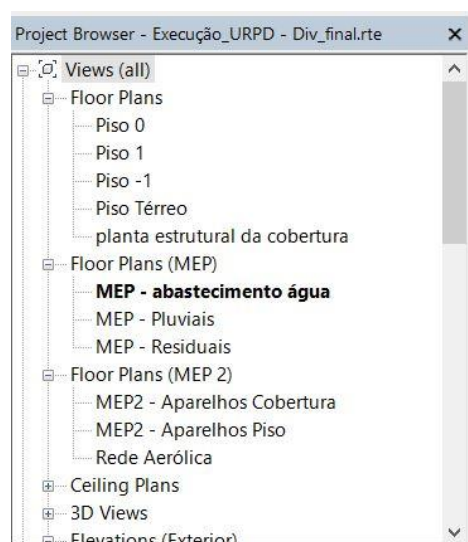 Project Browser - Execução_URPD - Div_final.rte
Views (all)
Floor Plans
Piso 0
Piso 1
Piso -1
Piso Térreo
planta estrutural da cobertura
Floor Plans (MEP)
MEP - abastecimento água
MEP - Pluviais
MEP - Residuais
Floor Plans (MEP 2)
MEP2 - Aparelhos Cobertura
MEP2 - Aparelhos Piso
Rede Aerólica
Ceiling Plans
3D Views
Elevations (Exterior)